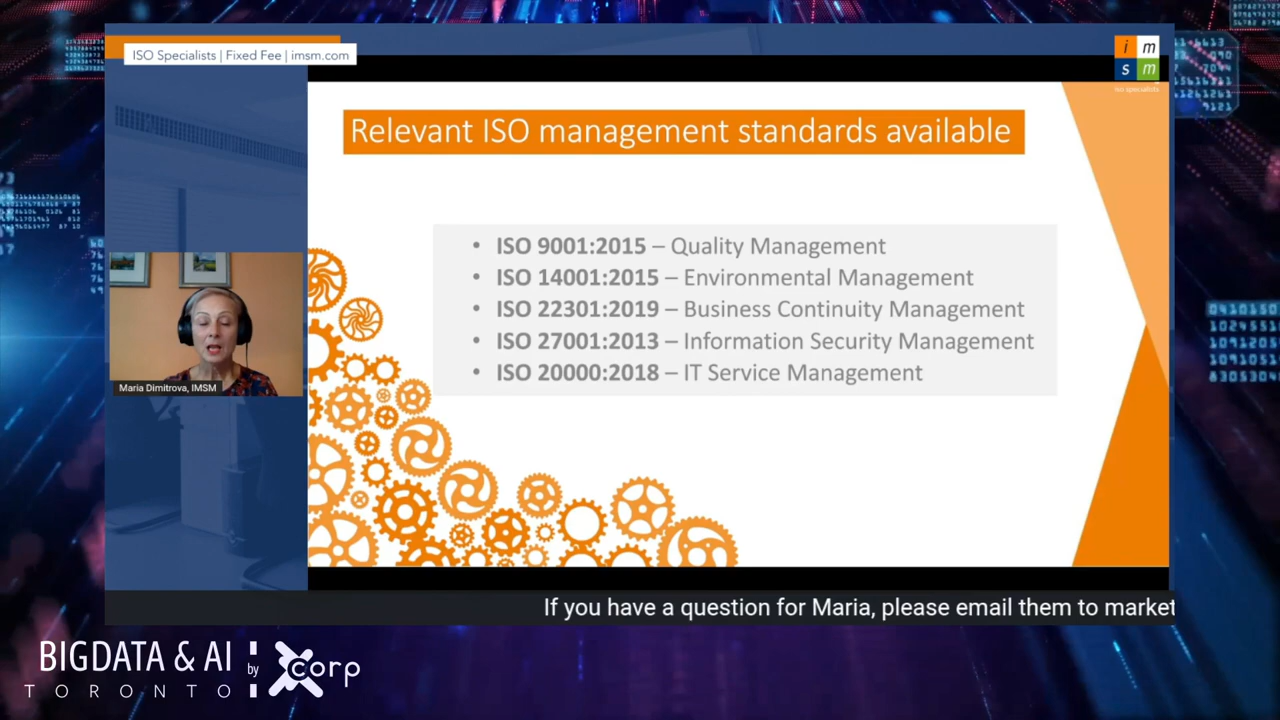 ISO Specialists | Fixed Fee | imsm.com
i m
s m
iso specialists
Relevant ISO management standards available
• ISO 9001:2015 – Quality Management
• ISO 14001:2015 – Environmental Management
• ISO 22301:2019 – Business Continuity Management
• ISO 27001:2013 – Information Security Management
• ISO 20000:2018 – IT Service Management
Maria Dimitrova, IMSM
If you have a question for Maria, please email them to market
BIGDATA & AI by
TORONTO
corp